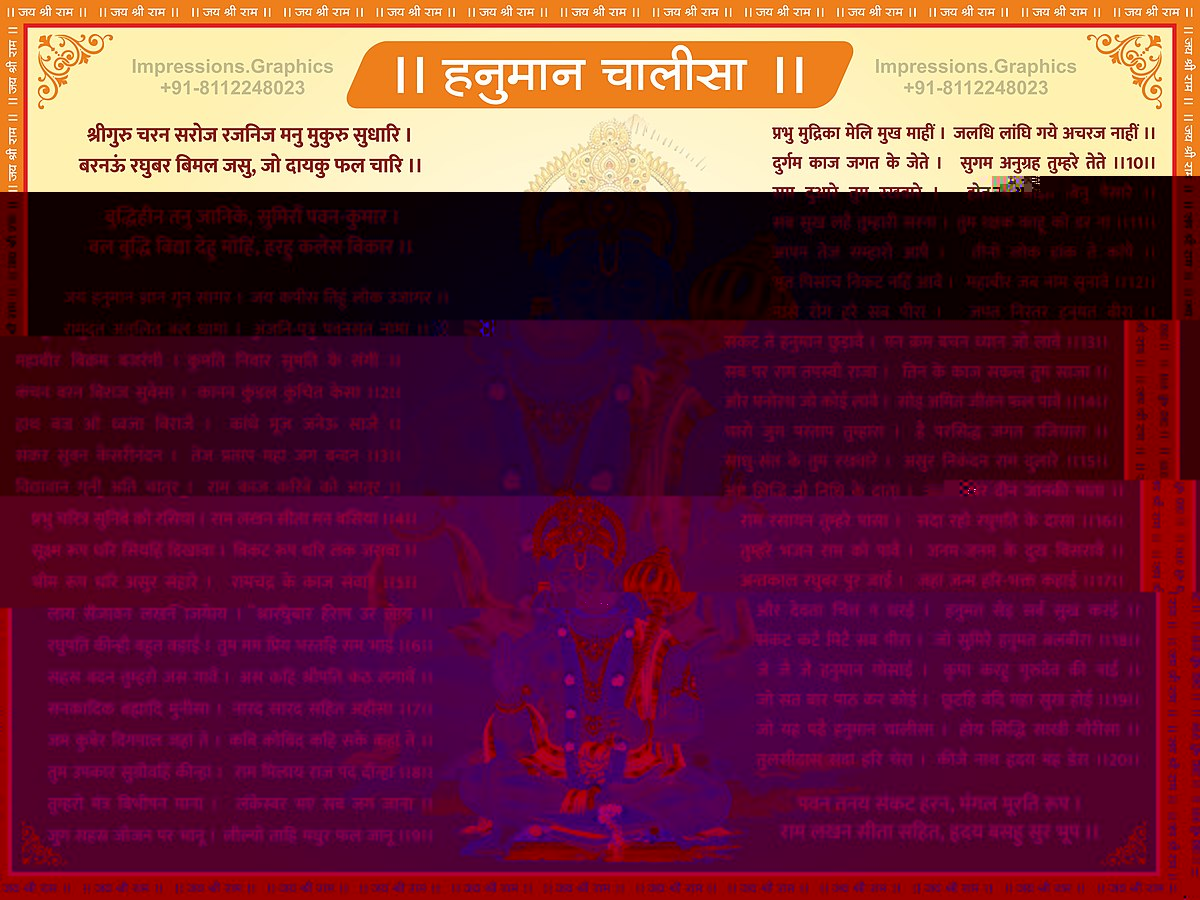 ।। जय श्री राम ।। जय श्री राम ।। जय श्री राम ।। जय श्री राम ।। जय श्री राम ।। जय श्री राम ।। जय श्री राम ।। जय श्री राम ।। जय श्री राम ।। जय श्री राम ।। जय श्री राम ।। जय श्री राम ।। जय श्री राम ।।
Impressions.Graphics
+91-8112248023
।। हनुमान चालीसा ।।
Impressions.Graphics
+91-8112248023
श्रीगुरु चरन सरोज रजनिज मनु मुकुरु सुधारि ।
बरनऊं रघुबर बिमल जसु, जो दायकु फल चारि ।।
बुद्धिहीन तनु जानिके, सुमिरौं पवन-कुमार ।
बल बुद्धि विद्या देहु मोहिं, हरहु कलेस विकार ।।
जय हनुमान ज्ञान गुन सागर । जय कपीस तिहुं लोक उजागर ।।
रामदूत अतुलित बल धामा । अंजनि-पुत्र पवनसुत नामा ।।
महाबीर बिक्रम बजरंगी । कुमति निवार सुमति के संगी ।।
कंचन बरन बिराज सुवेसा । कानन कुंडल कुंचित केसा ।।2।।
हाथ बज्र औ ध्वजा बिराजै । कांधे मूंज जनेऊ साजै ।
संकर सुवन केसरीनंदन । तेज प्रताप महा जग बन्दन ।।3।।
विद्यावान गुनी अति चातुर । राम काज करिबे को आतुर ।।
प्रभु चरित्र सुनिबे को रसिया । राम लखन सीता मन बसिया ।।4।।
सूक्ष्म रूप धरि सियहिं दिखावा । बिकट रूप धरि लंक जरावा ।
भीम रूप धरि असुर संहारे । रामचंद्र के काज संवारे ।।5।।
रघुपति कीन्ही बहुत बड़ाई । तुम मम प्रिय भरतहि सम भाई ।।6।।
सहस बदन तुम्हरो जस गावैं । अस कहि श्रीपति कंठ लगावैं ।
सनकादिक ब्रह्मादि मुनीसा । नारद सारद सहित अहीसा ।।7।।
जम कुबेर दिगपाल जहां ते । कबि कोबिद कहि सके कहां ते ।।
तुम उपकार सुग्रीवहिं कीन्हा । राम मिलाय राज पद दीन्हा ।।8।।
तुम्हरो मंत्र विभीषन माना । लंकेस्वर भए सब जग जाना ।।
जुग सहस्र जोजन पर भानू । लील्यो ताहि मधुर फल जानू ।।9।।
प्रभु मुद्रिका मेलि मुख माहीं । जलधि लांघि गये अचरज नाहीं ।।
दुर्गम काज जगत के जेते । सुगम अनुग्रह तुम्हरे तेते ।।10।।
राम दुआरे तुम रखवारे ।
सब सुख लहै तुम्हारी सरना । तुम रक्षक काहू को डर ना ।।11।।
आपन तेज सम्हारो आपै । तीनों लोक हांक तें कांपै ।।
भूत पिसाच निकट नहिं आवै । महाबीर जब नाम सुनावै ।।12।।
नासै रोग हरै सब पीरा । जपत निरंतर हनुमत बीरा ।।
संकट तें हनुमान छुड़ावै । मन क्रम बचन ध्यान जो लावै ।।13।।
सब पर राम तपस्वी राजा । तिन के काज सकल तुम साजा ।।
और मनोरथ जो कोई लावै । सोइ अमित जीवन फल पावै ।।14।।
चारों जुग परताप तुम्हारा । है परसिद्ध जगत उजियारा ।।
साधु संत के तुम रखवारे । असुर निकंदन राम दुलारे ।।15।।
अष्ट सिद्धि नौ निधि के दाता । दीन जानकी माता ।।
राम रसायन तुम्हरे पासा । सदा रहो रघुपति के दासा ।।16।।
तुम्हरे भजन राम को पावै । जनम जनम के दुख बिसरावै ।।
अन्तकाल रघुबर पुर जाई । जहां जन्म हरि-भक्त कहाई ।।17।।
और देवता चित्त न धरई । हनुमत सेइ सर्ब सुख करई ।।
संकट कटै मिटै सब पीरा । जो सुमिरै हनुमत बलबीरा ।।18।।
जै जै जै हनुमान गोसाईं । कृपा करहु गुरुदेव की नाईं ।।
जो सत बार पाठ कर कोई । छूटहि बंदि महा सुख होई ।।19।।
जो यह पढ़ै हनुमान चालीसा । होय सिद्धि साखी गौरीसा ।।
तुलसीदास सदा हरि चेरा । कीजै नाथ हृदय मंह डेरा ।।20।।
पवन तनय संकट हरन, मंगल मूरति रूप ।
राम लखन सीता सहित, हृदय बसहु सुर भूप ।।